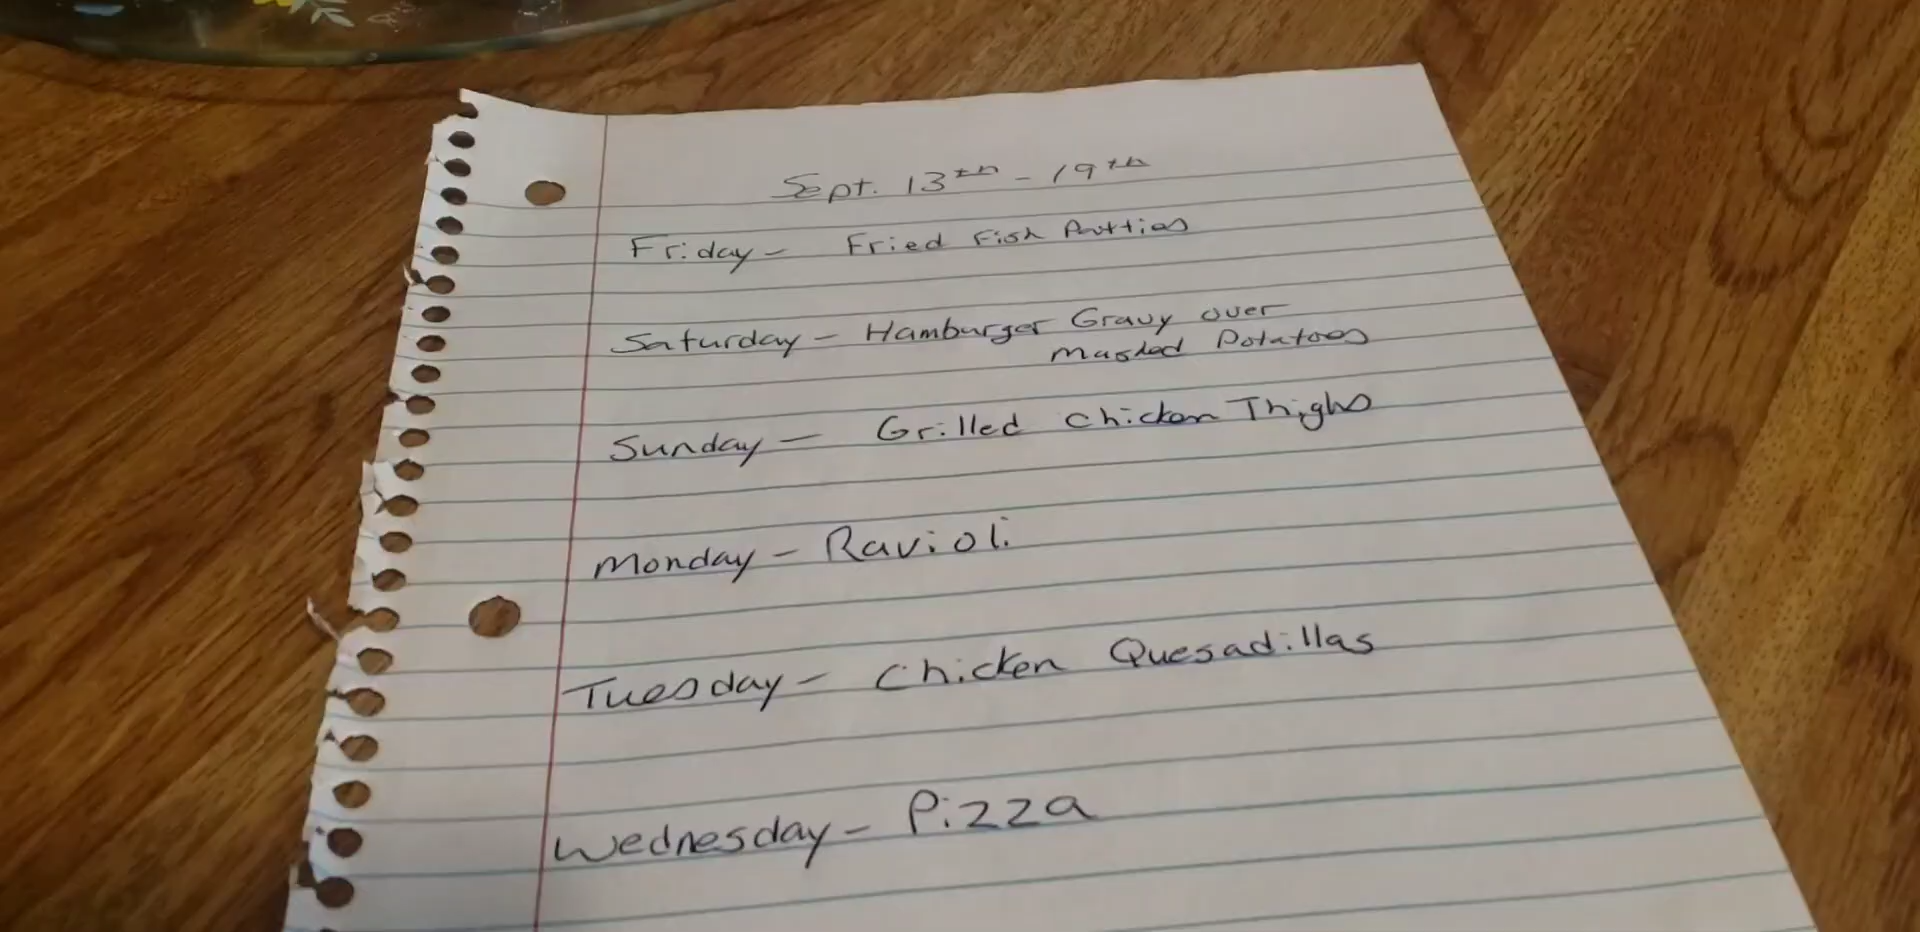 Sept. 13th - 19th
Friday - Fried Fish Patties
Saturday - Hamburger Gravy over
Mashed Potatoes
Sunday - Grilled Chicken Thighs
Monday - Ravioli
Tuesday - Chicken Quesadillas
Wednesday - Pizza